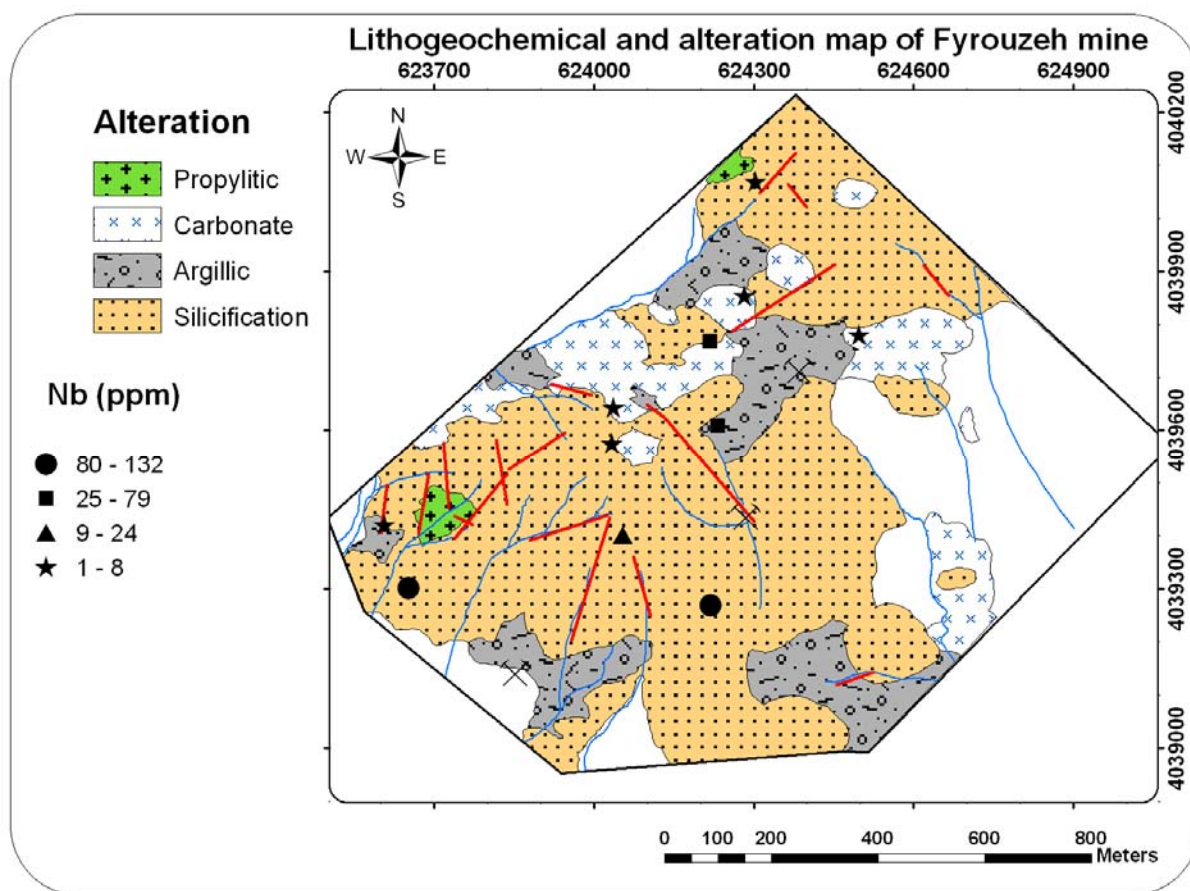 Lithogeochemical and alteration map of Fyrouzeh mine
623700 624000 624300 624600 624900
Alteration
Propylitic
Carbonate
Argillic
Silicification
Nb (ppm)
80 - 132
25 - 79
9 - 24
1 - 8
N
W E
S
4040200
4039900
4039600
4039300
4039000
0 100 200 400 600 800
Meters